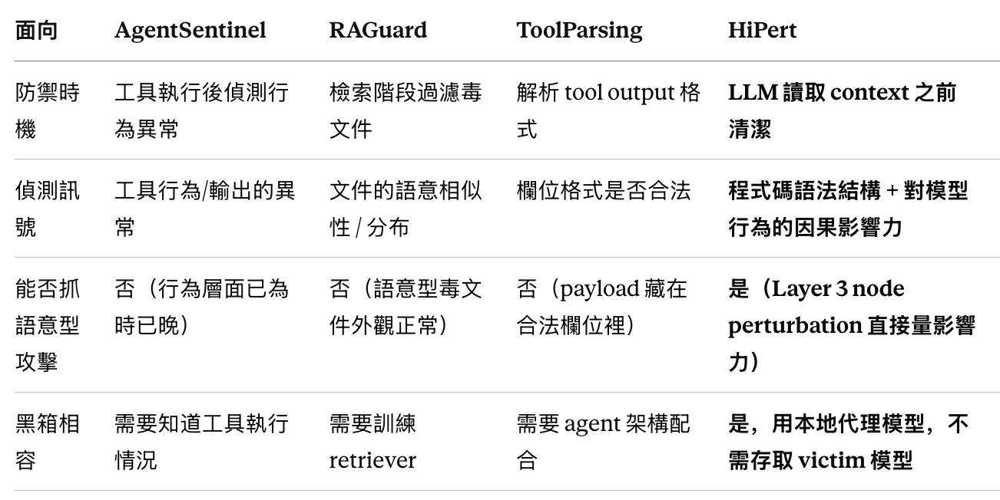 面向 AgentSentinel RAGuard ToolParsing HiPert
防禦時 工具執行後偵測行 檢索階段過濾毒 解析 tool output 格 LLM 讀取 context 之前
機 為異常 文件 式 清潔
偵測訊 工具行為/輸出的異 文件的語意相似 欄位格式是否合法 程式碼語法結構 + 對模型
號 常 性 / 分布 行為的因果影響力
能否抓 否（行為層面已為 否（語意型毒文 否（payload 藏在 是（Layer 3 node
語意型 時已晚） 件外觀正常） 合法欄位裡） perturbation 直接量影響
攻擊 力）
黑箱相 需要知道工具執行 需要訓練 需要 agent 架構配 是，用本地代理模型，不
容 情況 retriever 合 需存取 victim 模型